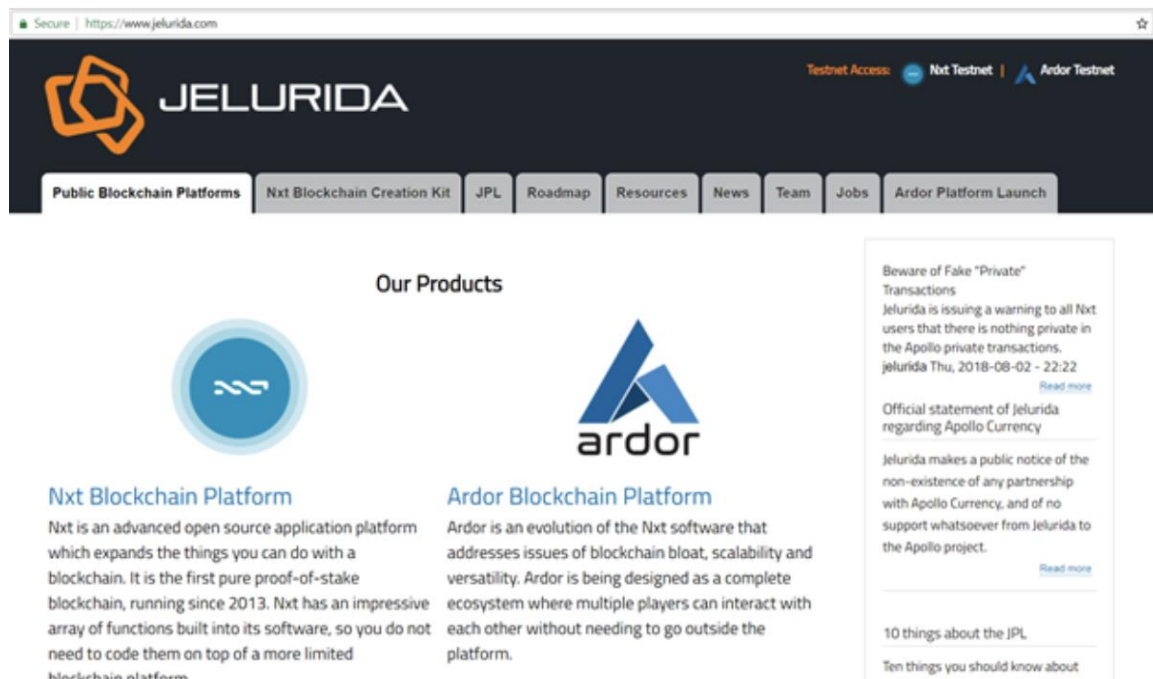 Secure | https://www.jelurida.com
JELURIDA
Testnet Access: Nxt Testnet | Ardor Testnet
Public Blockchain Platforms Nxt Blockchain Creation Kit JPL Roadmap Resources News Team Jobs Ardor Platform Launch
Our Products
ardor
Nxt Blockchain Platform
Nxt is an advanced open source application platform
which expands the things you can do with a
blockchain. It is the first pure proof-of-stake
blockchain, running since 2013. Nxt has an impressive
array of functions built into its software, so you do not
need to code them on top of a more limited
blockchain platform.
Ardor Blockchain Platform
Ardor is an evolution of the Nxt software that
addresses issues of blockchain bloat, scalability and
versatility. Ardor is being designed as a complete
ecosystem where multiple players can interact with
each other without needing to go outside the
platform.
Beware of Fake "Private"
Transactions
Jelurida is issuing a warning to all Nxt
users that there is nothing private in
the Apollo private transactions.
jelurida Thu, 2018-08-02 - 22:22
Read more
Official statement of Jelurida
regarding Apollo Currency
Jelurida makes a public notice of the
non-existence of any partnership
with Apollo Currency, and of no
support whatsoever from Jelurida to
the Apollo project.
Read more
10 things about the JPL
Ten things you should know about